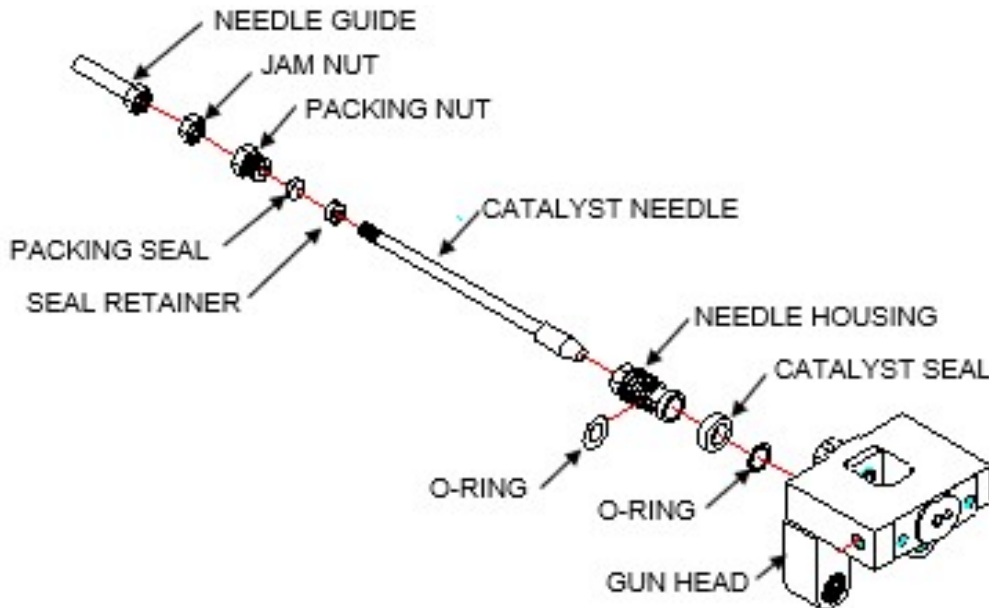 NEEDLE GUIDE
JAM NUT
PACKING NUT
CATALYST NEEDLE
PACKING SEAL
SEAL RETAINER
NEEDLE HOUSING
CATALYST SEAL
O-RING
O-RING
GUN HEAD